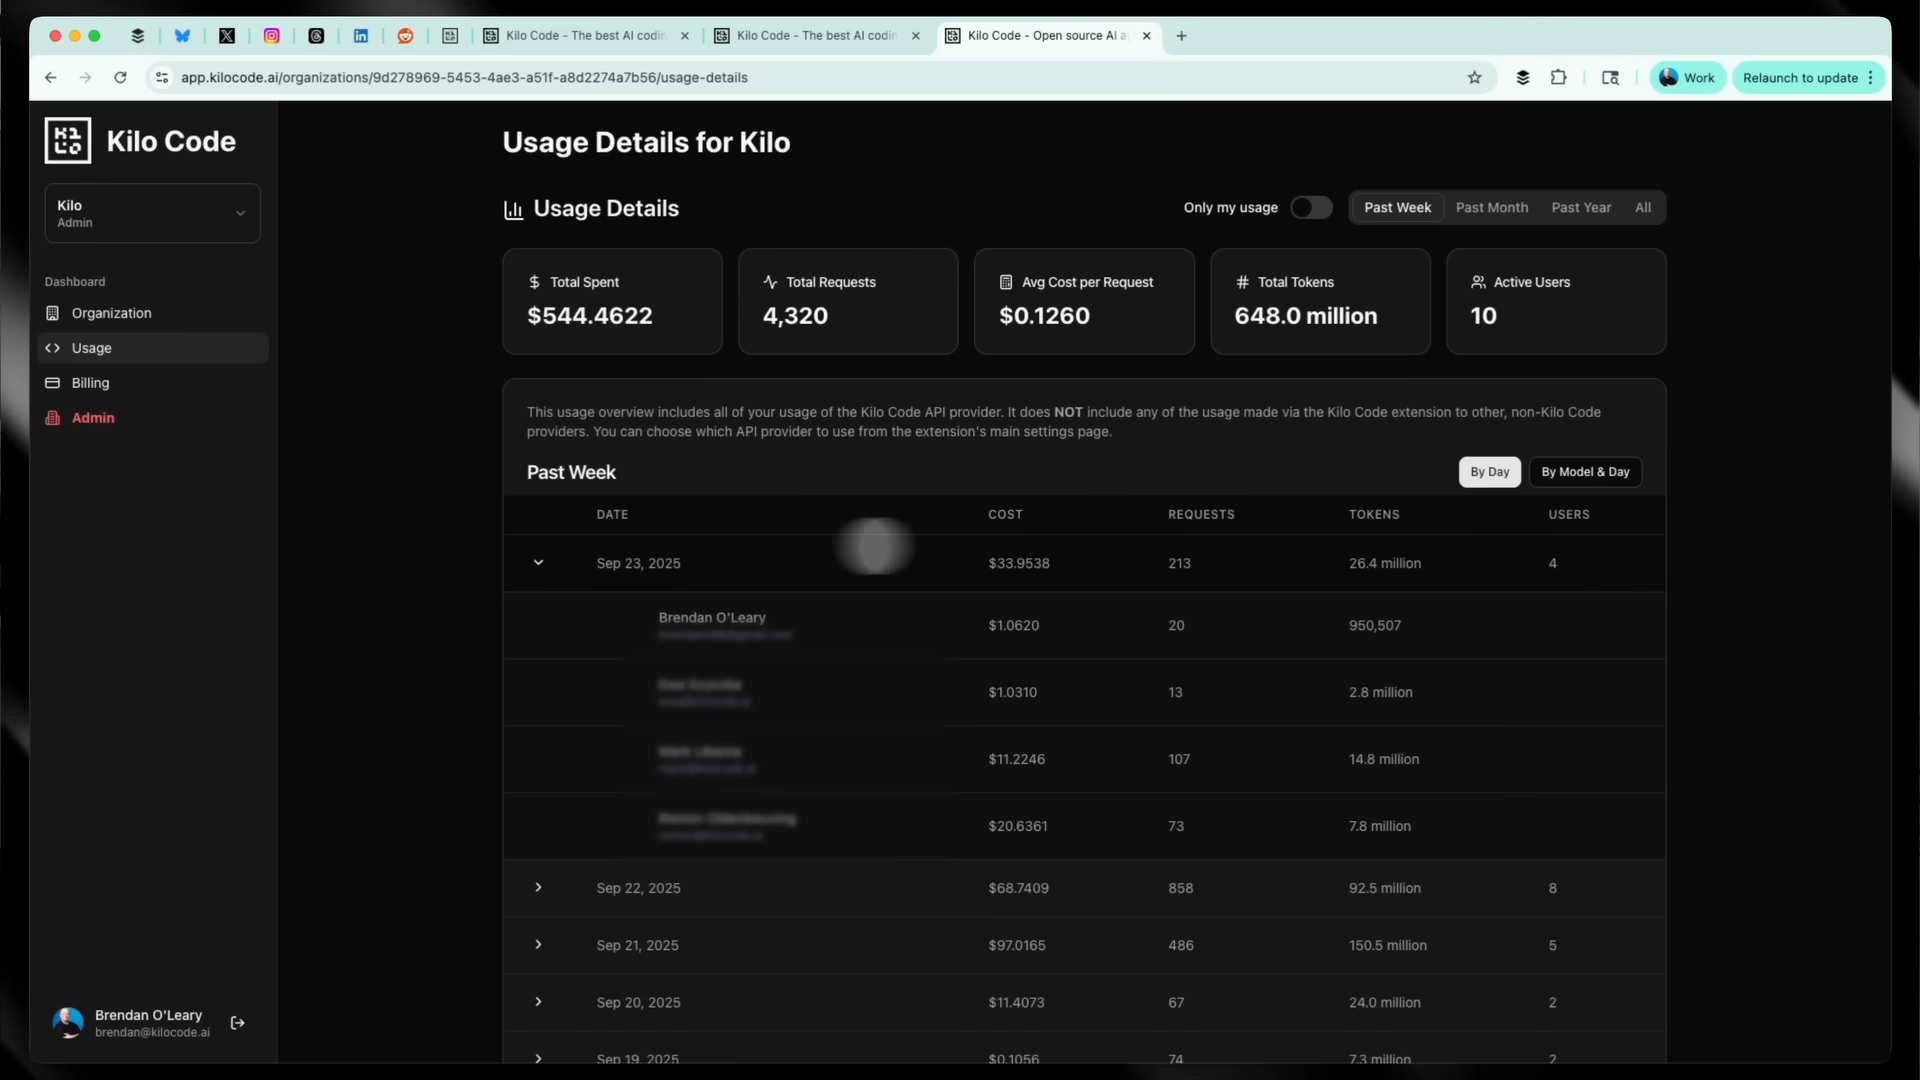 Kilo Code - The best AI codin
Kilo Code - The best AI codin
Kilo Code - Open source AI a
app.kilocode.ai/organizations/9d278969-5453-4ae3-a51f-a8d2274a7b56/usage-details
Work
Relaunch to update
Kilo Code
Kilo
Admin
Dashboard
Organization
Usage
Billing
Admin
Brendan O'Leary
brendan@kilocode.ai
Usage Details for Kilo
Usage Details
Only my usage
Past Week Past Month Past Year All
Total Spent
$544.4622
Total Requests
4,320
Avg Cost per Request
$0.1260
Total Tokens
648.0 million
Active Users
10
This usage overview includes all of your usage of the Kilo Code API provider. It does NOT include any of the usage made via the Kilo Code extension to other, non-Kilo Code
providers. You can choose which API provider to use from the extension's main settings page.
Past Week
By Day By Model & Day
DATE COST REQUESTS TOKENS USERS
Sep 23, 2025 $33.9538 213 26.4 million 4
Brendan O'Leary
$1.0620 20 950,507
$1.0310 13 2.8 million
$11.2246 107 14.8 million
$20.6361 73 7.8 million
Sep 22, 2025 $68.7409 858 92.5 million 8
Sep 21, 2025 $97.0165 486 150.5 million 5
Sep 20, 2025 $11.4073 67 24.0 million 2
Sep 19, 2025 $0.1056 74 7.3 million 2